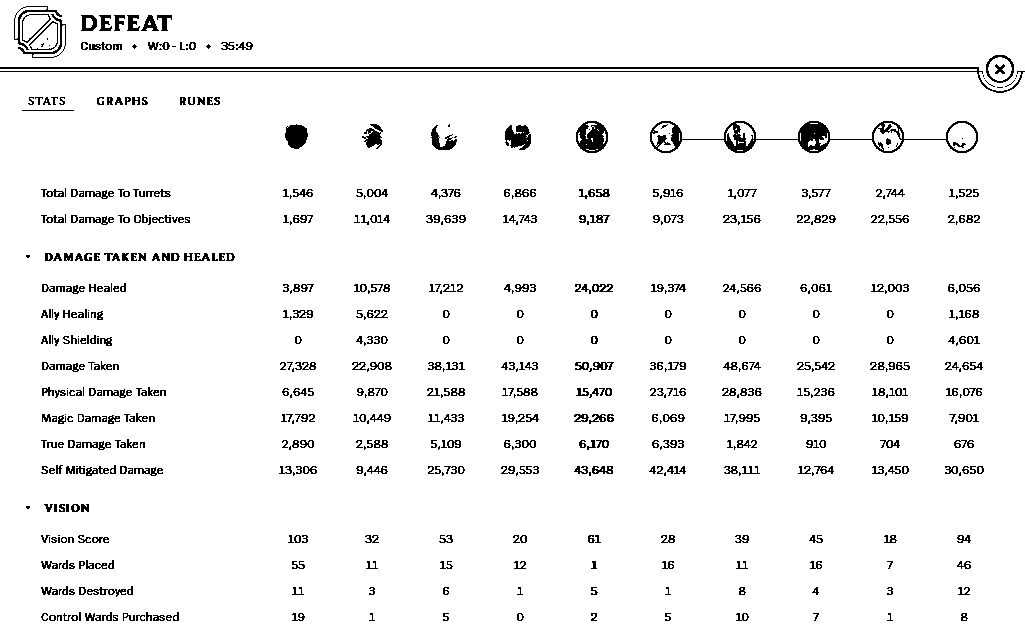 DEFEAT
Custom • W:0 - L:0 • 35:49
STATS GRAPHS RUNES
Total Damage To Turrets 1,546 5,004 4,376 6,866 1,658 5,916 1,077 3,577 2,744 1,525
Total Damage To Objectives 1,697 11,014 39,639 14,743 9,187 9,073 23,156 22,829 22,556 2,682
DAMAGE TAKEN AND HEALED
Damage Healed 3,897 10,578 17,212 4,993 24,022 19,374 24,566 6,061 12,003 6,056
Ally Healing 1,329 5,622 0 0 0 0 0 0 0 1,168
Ally Shielding 0 4,330 0 0 0 0 0 0 0 4,601
Damage Taken 27,328 22,908 38,131 43,143 50,907 36,179 48,674 25,542 28,965 24,654
Physical Damage Taken 6,645 9,870 21,588 17,588 15,470 23,716 28,836 15,236 18,101 16,076
Magic Damage Taken 17,792 10,449 11,433 19,254 29,266 6,069 17,995 9,395 10,159 7,901
True Damage Taken 2,890 2,588 5,109 6,300 6,170 6,393 1,842 910 704 676
Self Mitigated Damage 13,306 9,446 25,730 29,553 43,648 42,414 38,111 12,764 13,450 30,650
VISION
Vision Score 103 32 53 20 61 28 39 45 18 94
Wards Placed 55 11 15 12 1 16 11 16 7 46
Wards Destroyed 11 3 6 1 5 1 8 4 3 12
Control Wards Purchased 19 1 5 0 2 5 10 7 1 8